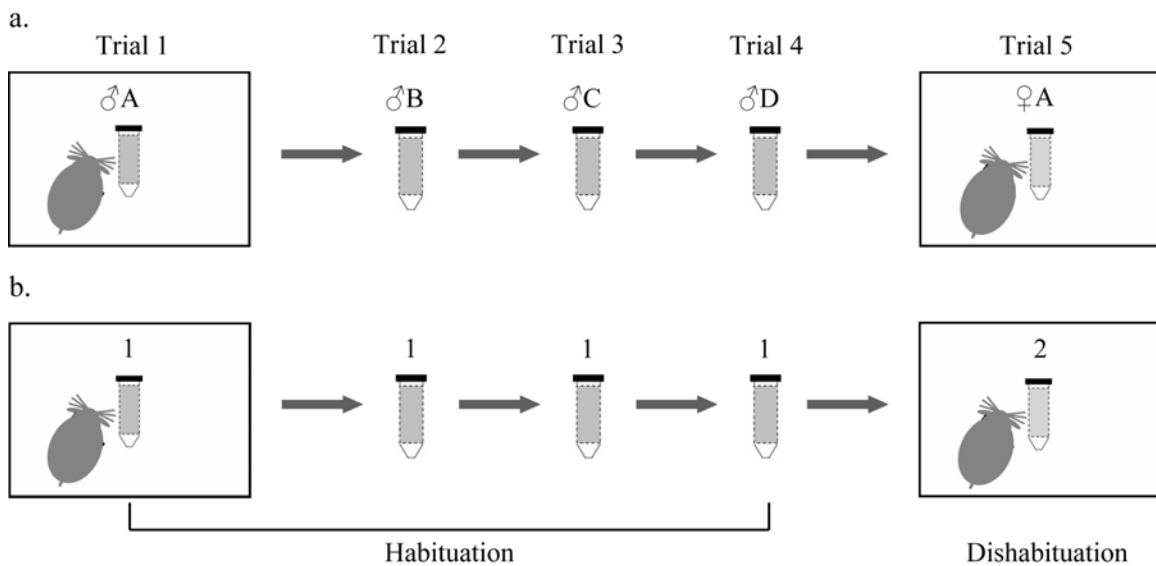 a.
Trial 1 Trial 2 Trial 3 Trial 4 Trial 5
♂A ♂B ♂C ♂D ♀A
b.
1 1 1 1 2
Habituation Dishabituation